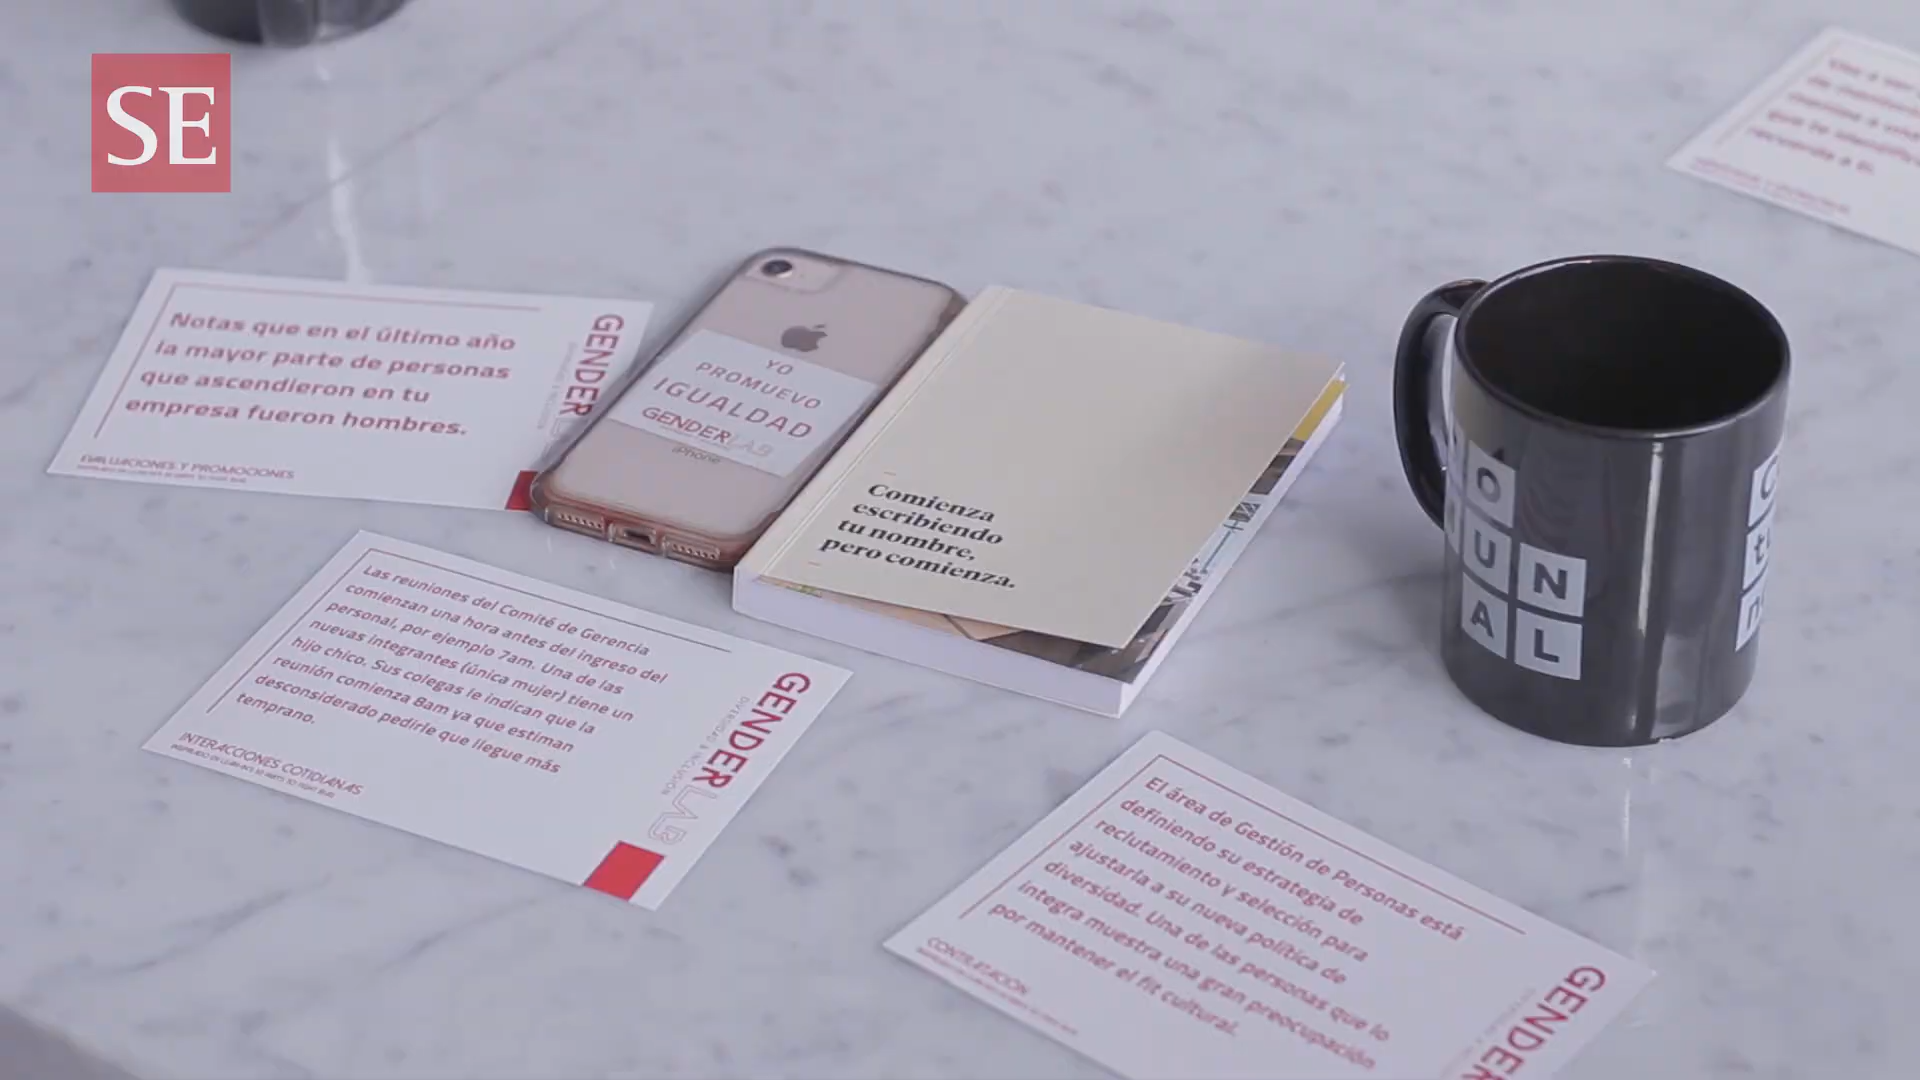 SE
Notas que en el último año
la mayor parte de personas
que ascendieron en tu
empresa fueron hombres.
EVALUACIONES Y PROMOCIONES
GENDER
YO
PROMUEVO
IGUALDAD
GENDERLAB
iPhone
Comienza
escribiendo
tu nombre,
pero comienza.
O
U N
A L
Las reuniones del Comité de Gerencia
comienzan una hora antes del ingreso del
personal, por ejemplo 7am. Una de las
nuevas integrantes (única mujer) tiene un
hijo chico. Sus colegas le indican que la
reunión comienza 8am ya que estiman
desconsiderado pedirle que llegue más
temprano.
INTERACCIONES COTIDIANAS
GENDER LAB
DIVERSIDAD & INCLUSIÓN
El área de Gestión de Personas está
definiendo su estrategia de
reclutamiento y selección para
ajustarla a su nueva política de
diversidad. Una de las personas que lo
integra muestra una gran preocupación
por mantener el fit cultural.
CONTRATACIÓN
GENDER